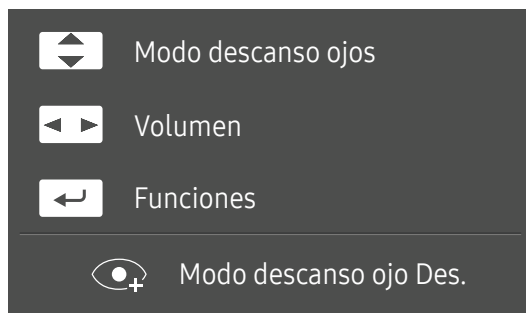 Modo descanso ojos
Volumen
Funciones
Modo descanso ojo Des.